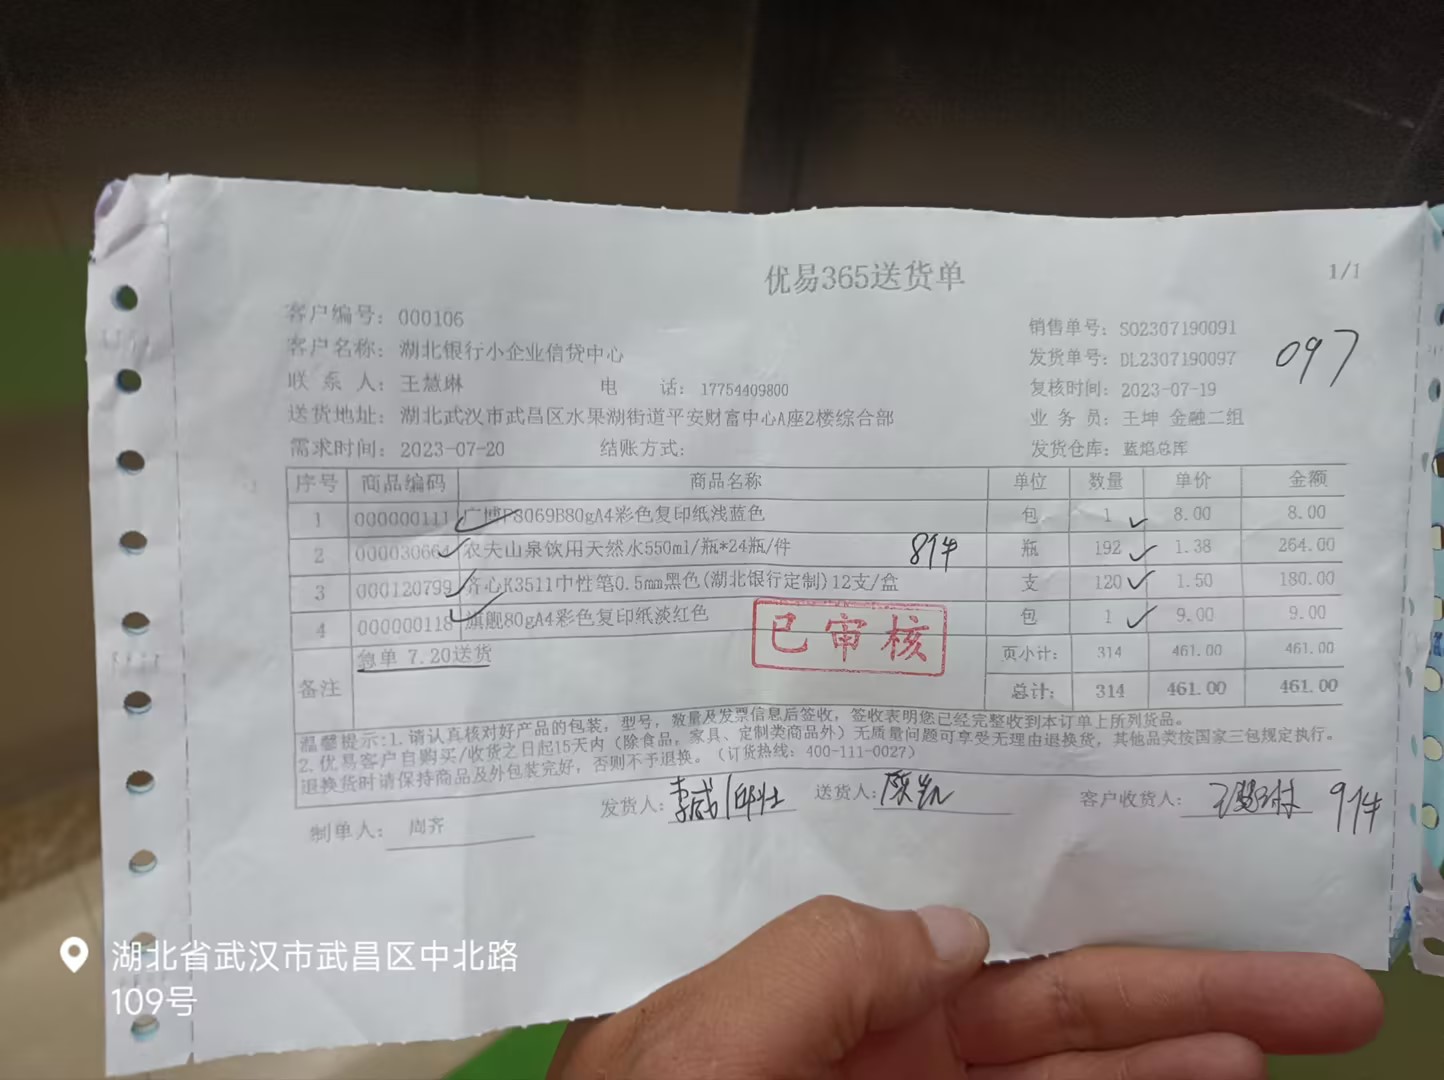 优易365送货单
1/1
客户编号: 000106
销售单号: SO2307190091
客户名称: 湖北银行小企业信贷中心
发货单号: DL2307190097
097
联 系 人: 王慧琳 电 话: 17754409800
复核时间: 2023-07-19
送货地址: 湖北武汉市武昌区水果湖街道平安财富中心A座2楼综合部
业 务 员: 王坤 金融二组
需求时间: 2023-07-20 结账方式:
发货仓库: 蓝焰总库
序号 商品编码 商品名称 单位 数量 单价 金额
1 000000111 广博F8069B80gA4彩色复印纸浅蓝色 包 1 8.00 8.00
2 000030664 农夫山泉饮用天然水550ml/瓶*24瓶/件 8件 瓶 192 1.38 264.00
3 000120799 齐心K3511中性笔0.5mm黑色(湖北银行定制)12支/盒 支 120 1.50 180.00
4 000000118 旗舰80gA4彩色复印纸淡红色 包 1 9.00 9.00
备注 急单 7.20送货
已审核
页小计: 314 461.00 461.00
总计: 314 461.00 461.00
温馨提示:1.请认真核对好产品的包装，型号，数量及发票信息后签收，签收表明您已经完整收到本订单上所列货品。
2.优易客户自购买/收货之日起15天内（除食品，家具、定制类商品外）无质量问题可享受无理由退换货，其他品类按国家三包规定执行。
退换货时请保持商品及外包装完好，否则不予退换。（订货热线: 400-111-0027）
制单人: 周齐
发货人:
送货人:
客户收货人: 9件
湖北省武汉市武昌区中北路
109号